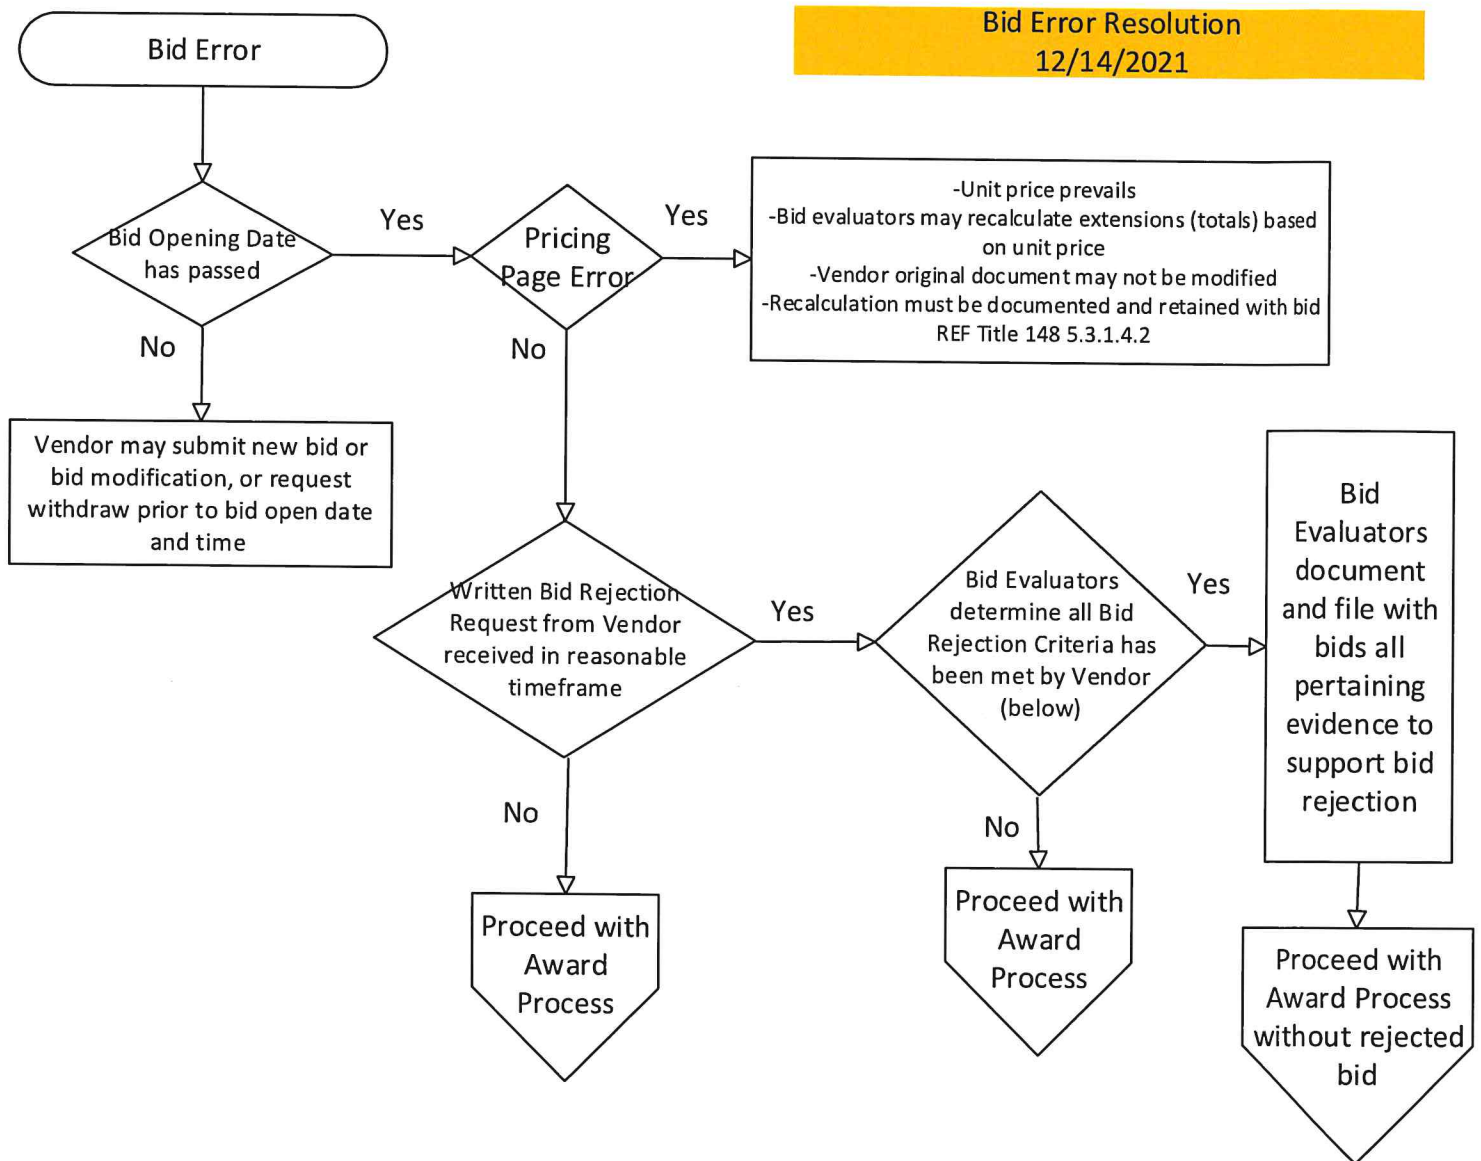 Bid Error
Bid Error Resolution
12/14/2021
Bid Opening Date
has passed
Yes
No
Pricing
Page Error
Yes
No
-Unit price prevails
-Bid evaluators may recalculate extensions (totals) based
on unit price
-Vendor original document may not be modified
-Recalculation must be documented and retained with bid
REF Title 148 5.3.1.4.2
Vendor may submit new bid or
bid modification, or request
withdraw prior to bid open date
and time
Written Bid Rejection
Request from Vendor
received in reasonable
timeframe
Yes
No
Bid Evaluators
determine all Bid
Rejection Criteria has
been met by Vendor
(below)
Yes
No
Bid
Evaluators
document
and file with
bids all
pertaining
evidence to
support bid
rejection
Proceed with
Award
Process
Proceed with
Award
Process
Proceed with
Award Process
without rejected
bid